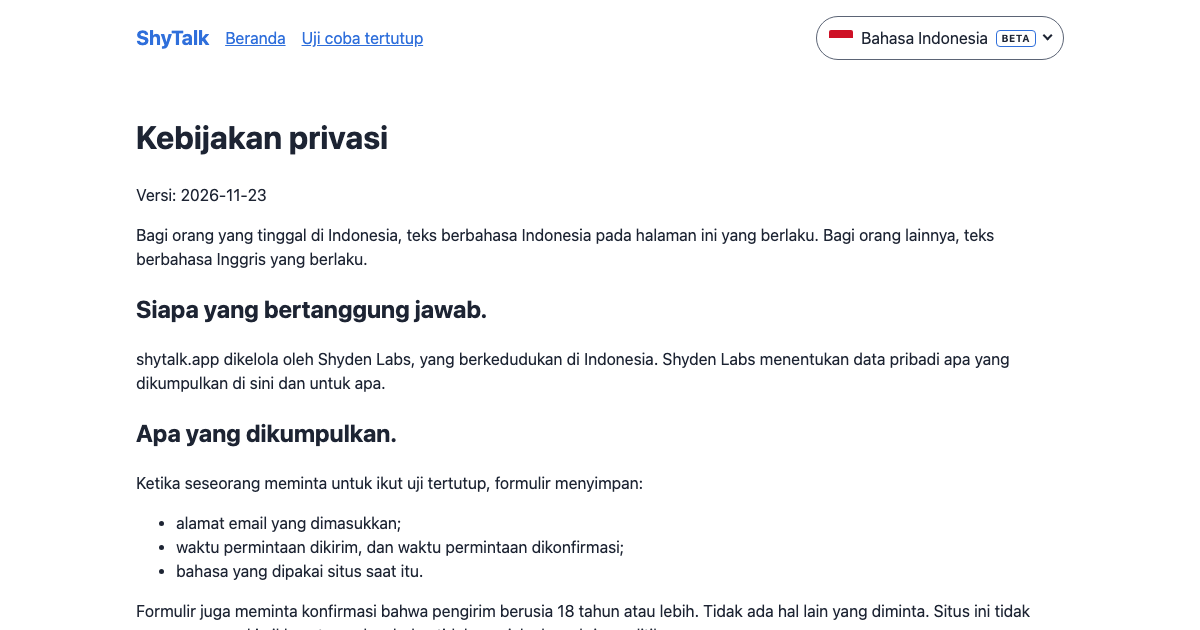 ShyTalk Beranda Uji coba tertutup Bahasa Indonesia BETA
Kebijakan privasi
Versi: 2026-11-23
Bagi orang yang tinggal di Indonesia, teks berbahasa Indonesia pada halaman ini yang berlaku. Bagi orang lainnya, teks
berbahasa Inggris yang berlaku.
Siapa yang bertanggung jawab.
shytalk.app dikelola oleh Shyden Labs, yang berkedudukan di Indonesia. Shyden Labs menentukan data pribadi apa yang
dikumpulkan di sini dan untuk apa.
Apa yang dikumpulkan.
Ketika seseorang meminta untuk ikut uji tertutup, formulir menyimpan:
• alamat email yang dimasukkan;
• waktu permintaan dikirim, dan waktu permintaan dikonfirmasi;
• bahasa yang dipakai situs saat itu.
Formulir juga meminta konfirmasi bahwa pengirim berusia 18 tahun atau lebih. Tidak ada hal lain yang diminta. Situs ini tidak